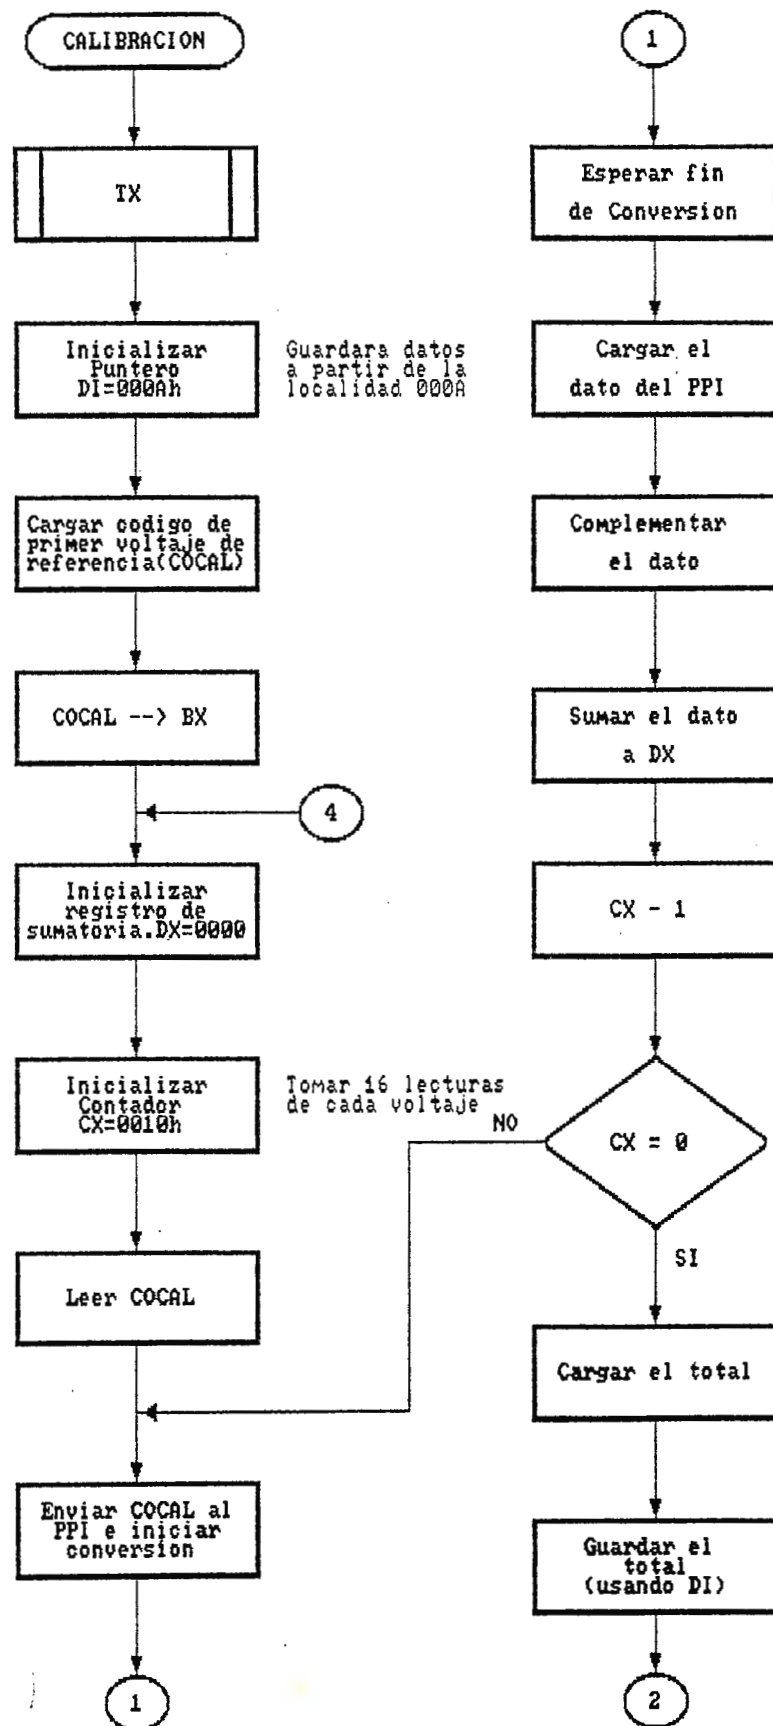 CALIBRACION
TX
Inicializar
Puntero
DI=000Ah
Guardara datos
a partir de la
localidad 000A
Cargar codigo de
primer voltaje de
referencia(COCAL)
COCAL --> BX
4
Inicializar
registro de
sumatoria.DX=0000
Inicializar
Contador
CX=0010h
Tomar 16 lecturas
de cada voltaje
Leer COCAL
Enviar COCAL al
PPI e iniciar
conversion
1
1
Esperar fin
de Conversion
Cargar el
dato del PPI
Complementar
el dato
Sumar el dato
a DX
CX - 1
CX = 0
NO
SI
Cargar el total
Guardar el
total
(usando DI)
2